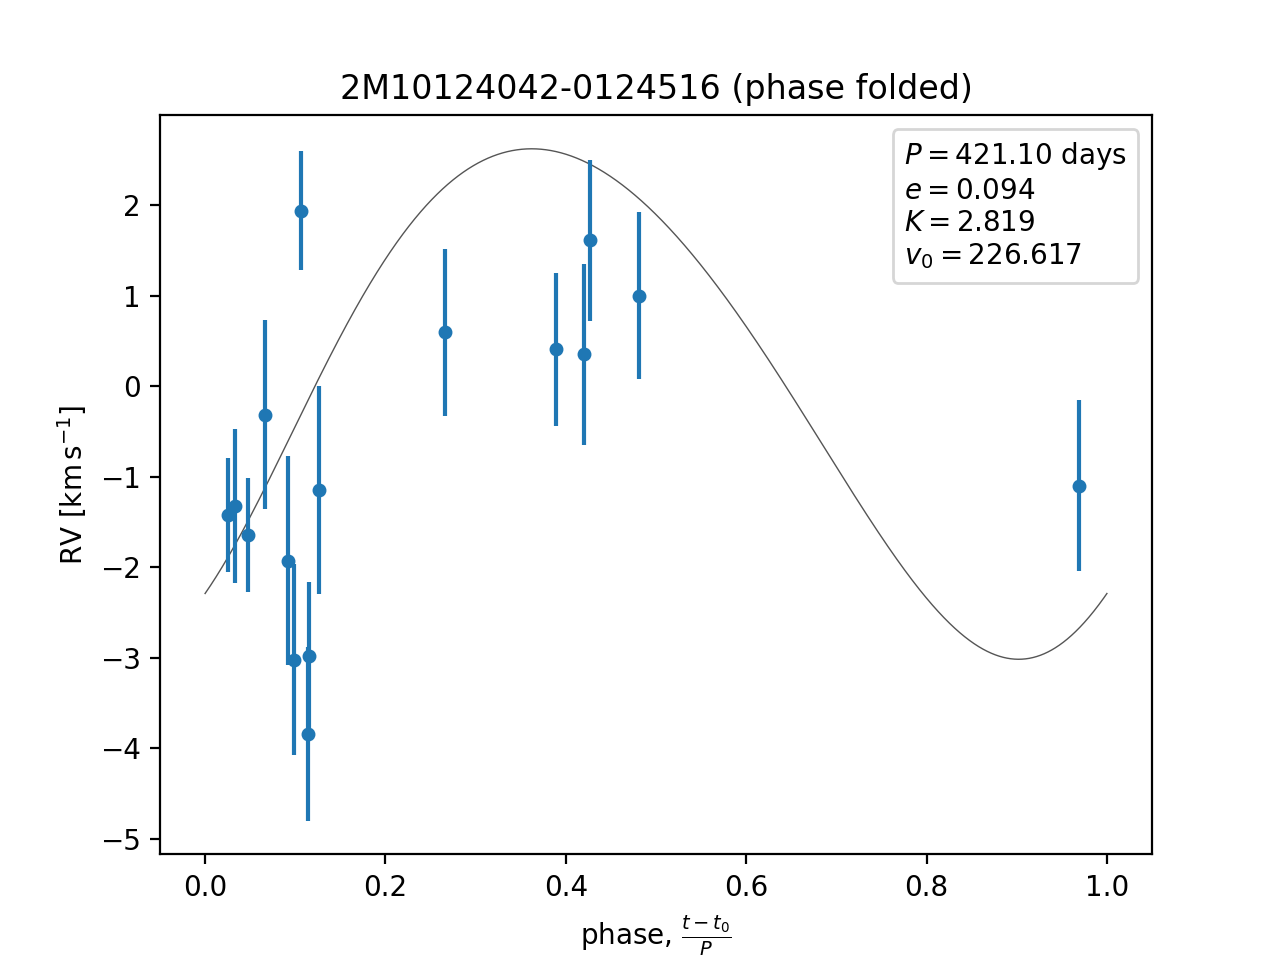 2M10124042-0124516 (phase folded)
P = 421.10 days
e = 0.094
K = 2.819
v₀ = 226.617
RV [km s⁻¹]
2
1
0
−1
−2
−3
−4
−5
0.0 0.2 0.4 0.6 0.8 1.0
phase, (t − t₀)/P